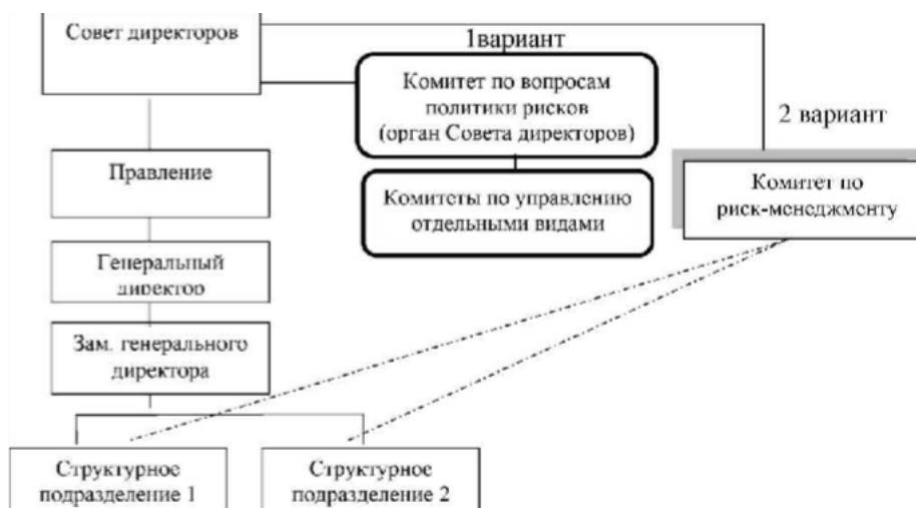 Совет директоров
1вариант
Комитет по вопросам
политики рисков
(орган Совета директоров)
2 вариант
Правление
Комитеты по управлению
отдельными видами
Комитет по
риск-менеджменту
Генеральный
директор
Зам. генерального
директора
Структурное
подразделение 1
Структурное
подразделение 2